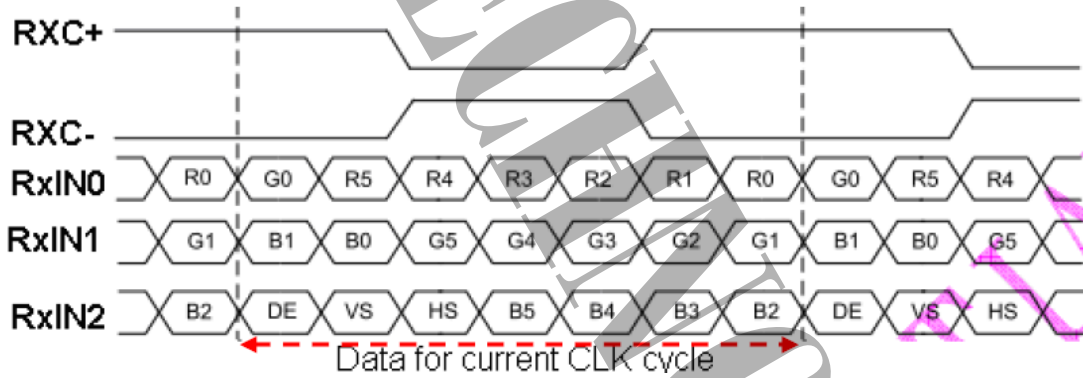 RXC+
RXC-
RxIN0 R0 G0 R5 R4 R3 R2 R1 R0 G0 R5 R4
RxIN1 G1 B1 B0 G5 G4 G3 G2 G1 B1 B0 G5
RxIN2 B2 DE VS HS B5 B4 B3 B2 DE VS HS
Data for current CLK cycle